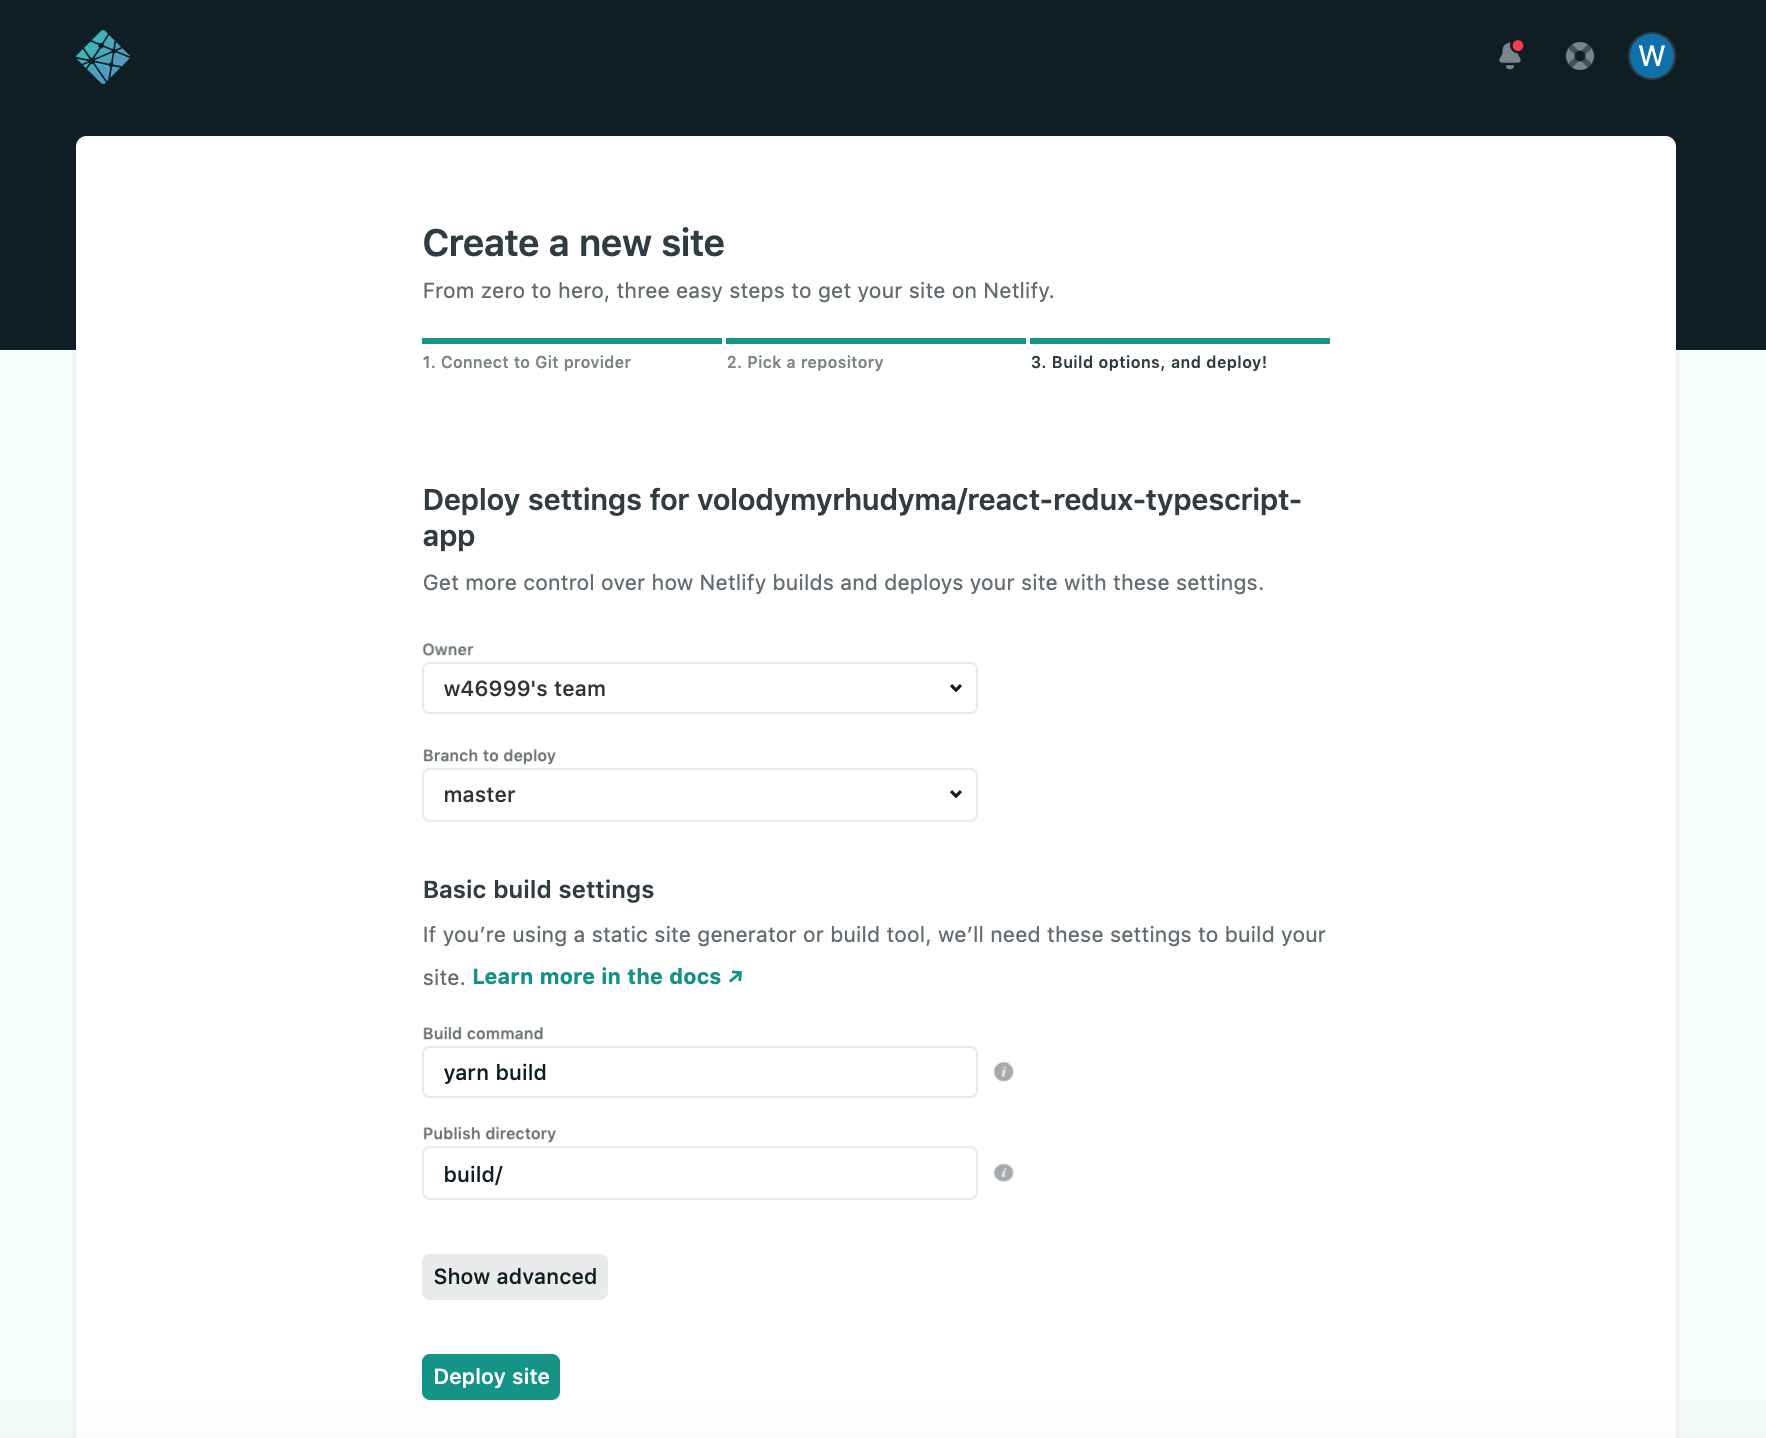 W
Create a new site
From zero to hero, three easy steps to get your site on Netlify.
1. Connect to Git provider
2. Pick a repository
3. Build options, and deploy!
Deploy settings for volodymyrhudyma/react-redux-typescript-
app
Get more control over how Netlify builds and deploys your site with these settings.
Owner
w46999's team
Branch to deploy
master
Basic build settings
If you’re using a static site generator or build tool, we’ll need these settings to build your
site. Learn more in the docs ↗
Build command
yarn build
i
Publish directory
build/
i
Show advanced
Deploy site